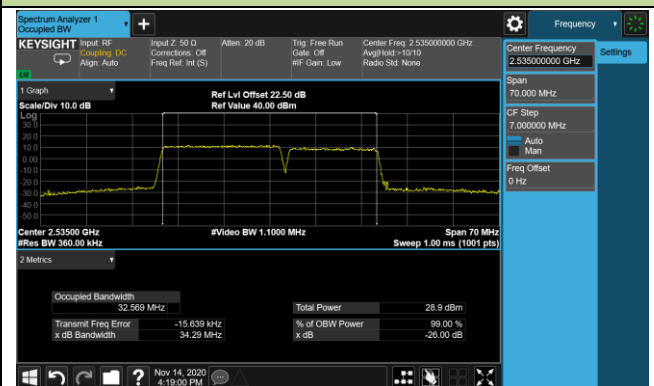 Spectrum Analyzer 1
Occupied BW
Frequency
KEYSIGHT
Input: RF
Coupling: DC
Align: Auto
Input Z: 50 Ω
Corrections: Off
Freq Ref: Int (S)
Atten: 20 dB
Trig: Free Run
Gate: Off
#IF Gain: Low
Center Freq: 2.535000000 GHz
Avg|Hold:>10/10
Radio Std: None
Center Frequency
2.535000000 GHz
Settings
Span
70.000 MHz
CF Step
7.000000 MHz
Auto
Man
Freq Offset
0 Hz
1 Graph
Scale/Div 10.0 dB
Ref Lvl Offset 22.50 dB
Ref Value 40.00 dBm
Log
30.0
20.0
10.0
0.00
-10.0
-20.0
-30.0
-40.0
-50.0
Center 2.53500 GHz
#Res BW 360.00 kHz
#Video BW 1.1000 MHz
Span 70 MHz
Sweep 1.00 ms (1001 pts)
2 Metrics
Occupied Bandwidth
32.569 MHz
Total Power
28.9 dBm
Transmit Freq Error
-15.639 kHz
% of OBW Power
99.00 %
x dB Bandwidth
34.29 MHz
x dB
-26.00 dB
?
Nov 14, 2020
4:19:00 PM